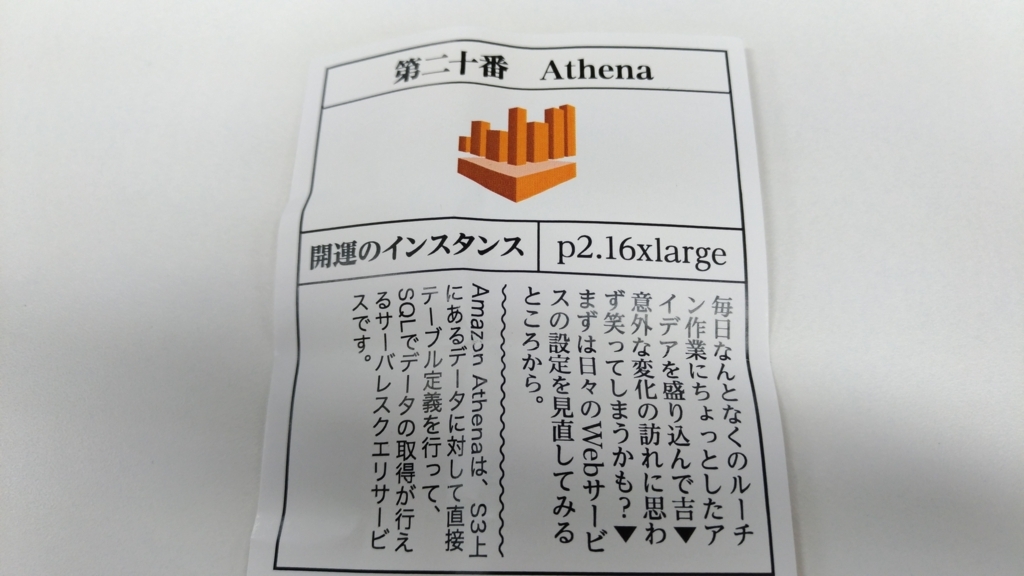 第二十番 Athena
開運のインスタンス
p2.16xlarge
毎日なんとなくのルーチ
ン作業にちょっとしたア
イデアを盛り込んで吉▼
意外な変化の訪れに思わ
ず笑ってしまうかも？▼
まずは日々のWebサービ
スの設定を見直してみる
ところから。
Amazon Athenaは、S3上
にあるデータに対して直接
テーブル定義を行って、
SQLでデータの取得が行え
るサーバレスクエリサービ
スです。